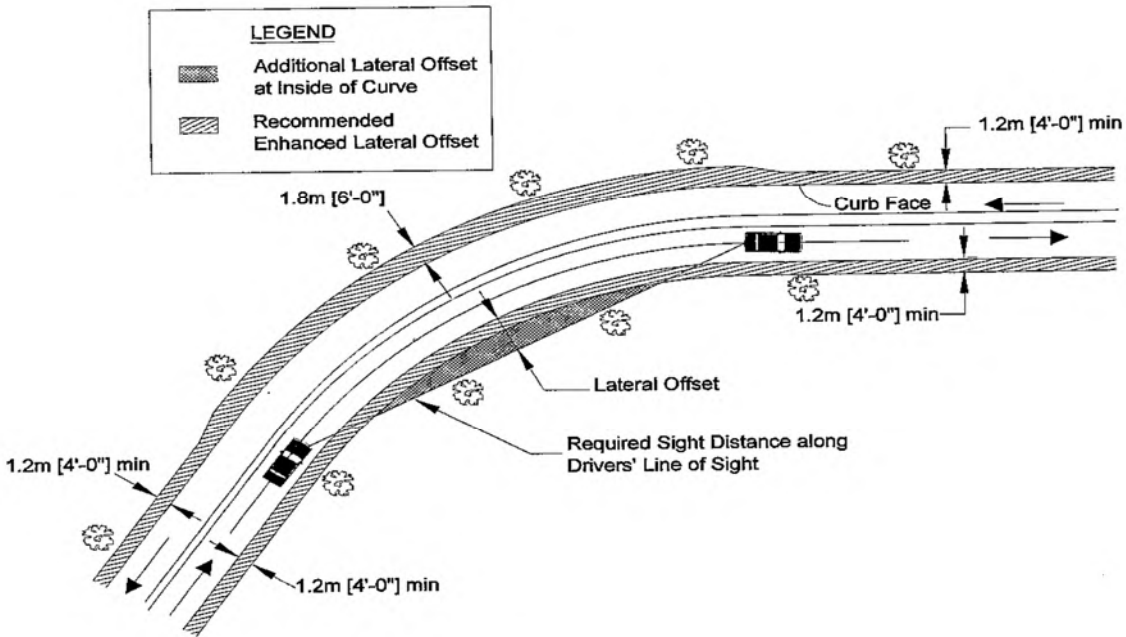 LEGEND
Additional Lateral Offset
at Inside of Curve
Recommended
Enhanced Lateral Offset
1.2m [4'-0"] min
1.8m [6'-0"]
Curb Face
1.2m [4'-0"] min
Lateral Offset
Required Sight Distance along
Drivers' Line of Sight
1.2m [4'-0"] min
1.2m [4'-0"] min